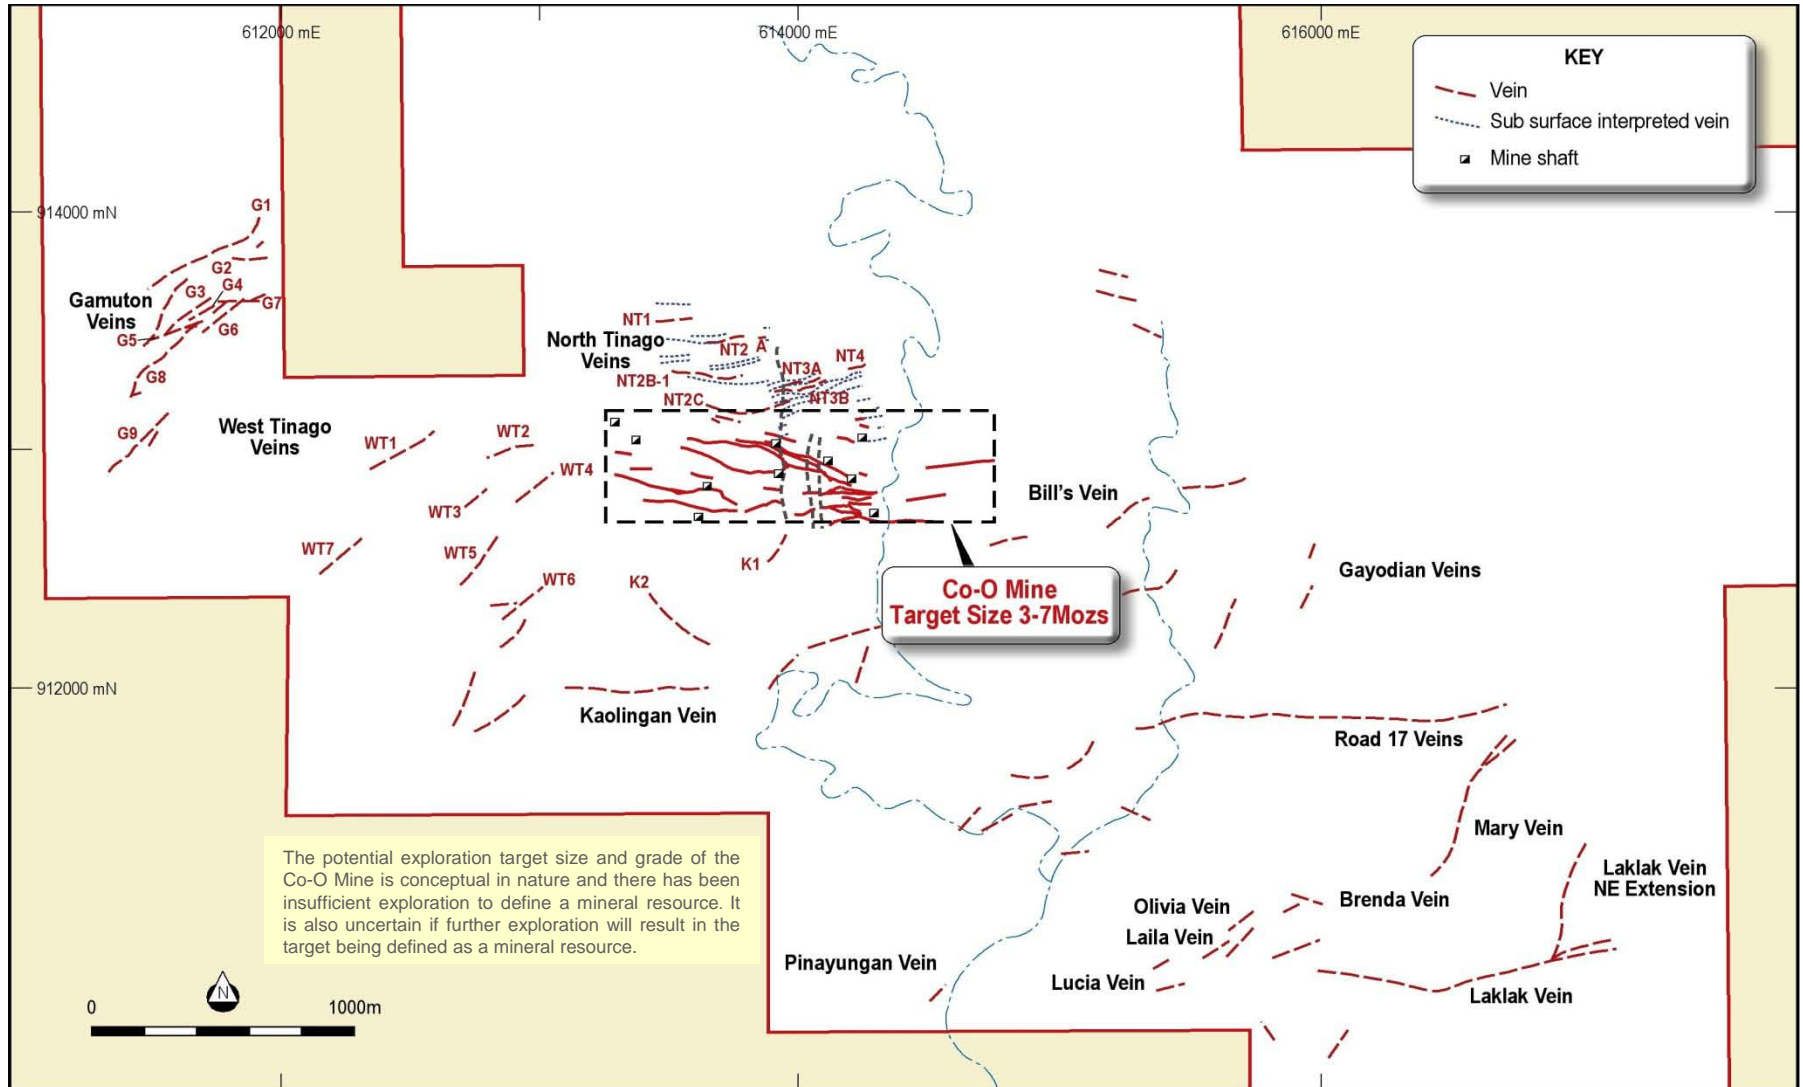 612000 mE
614000 mE
616000 mE
KEY
Vein
Sub surface interpreted vein
Mine shaft
914000 mN
G1
G2
G3
G4
G7
G6
G5
G8
G9
Gamuton
Veins
NT1
North Tinago
Veins
NT2
A
NT2B-1
NT2C
NT3A
NT4
NT3B
West Tinago
Veins
WT1
WT2
WT4
WT3
WT7
WT5
WT6
K1
K2
Bill's Vein
Gayodian Veins
Co-O Mine
Target Size 3-7Mozs
912000 mN
Kaolingan Vein
Road 17 Veins
Mary Vein
Laklak Vein
NE Extension
Brenda Vein
Olivia Vein
Laila Vein
Lucia Vein
Pinayungan Vein
Laklak Vein
The potential exploration target size and grade of the
Co-O Mine is conceptual in nature and there has been
insufficient exploration to define a mineral resource. It
is also uncertain if further exploration will result in the
target being defined as a mineral resource.
N
0
1000m